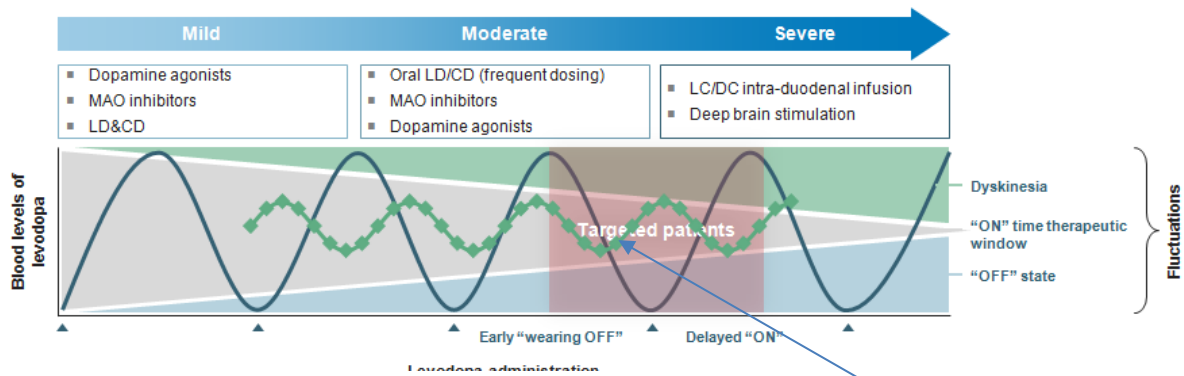 Mild Moderate Severe
▪ Dopamine agonists
▪ MAO inhibitors
▪ LD&CD
▪ Oral LD/CD (frequent dosing)
▪ MAO inhibitors
▪ Dopamine agonists
▪ LC/DC intra-duodenal infusion
▪ Deep brain stimulation
Blood levels of
levodopa
Targeted patients
Dyskinesia
“ON” time therapeutic
window
“OFF” state
Fluctuations
Early “wearing OFF” Delayed “ON”
Levodopa administration